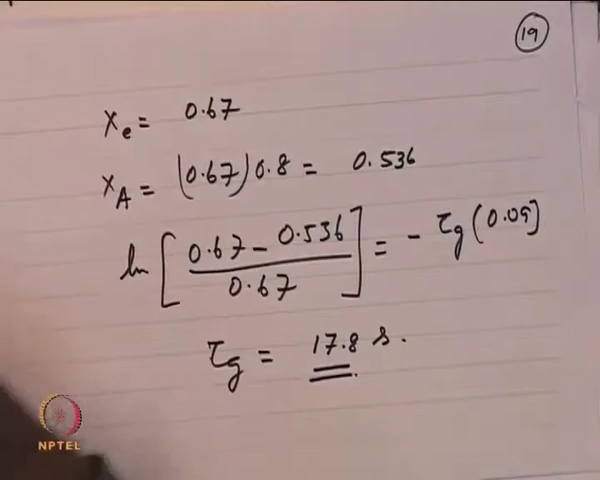 19
Xe = 0.67
XA = (0.67) 0.8 = 0.536
ln [ 0.67 - 0.536 / 0.67 ] = - τg (0.09)
τg = 17.8 s.
NPTEL